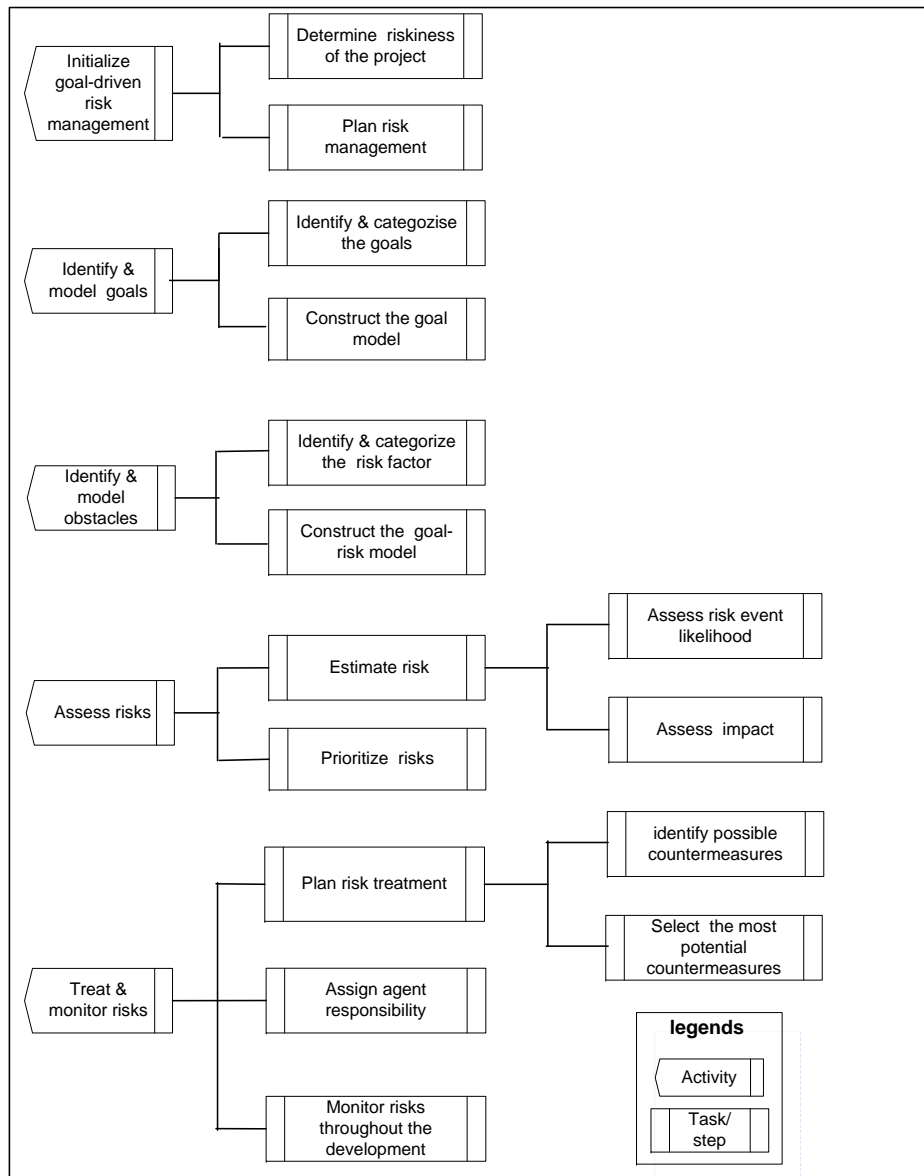 Initialize
goal-driven
risk
management
Determine riskiness
of the project
Plan risk
management
Identify &
model goals
Identify & categozise
the goals
Construct the goal
model
Identify &
model
obstacles
Identify & categorize
the risk factor
Construct the goal-
risk model
Assess risks
Estimate risk
Prioritize risks
Assess risk event
likelihood
Assess impact
Treat &
monitor risks
Plan risk treatment
Assign agent
responsibility
Monitor risks
throughout the
development
identify possible
countermeasures
Select the most
potential
countermeasures
legends
Activity
Task/
step